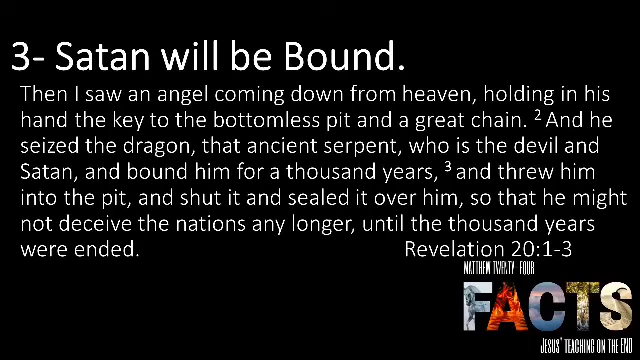 3- Satan will be Bound.
Then I saw an angel coming down from heaven, holding in his
hand the key to the bottomless pit and a great chain. ² And he
seized the dragon, that ancient serpent, who is the devil and
Satan, and bound him for a thousand years, ³ and threw him
into the pit, and shut it and sealed it over him, so that he might
not deceive the nations any longer, until the thousand years
were ended. Revelation 20:1-3
MATTHEW TWENTY FOUR
FACTS
JESUS' TEACHING ON THE END